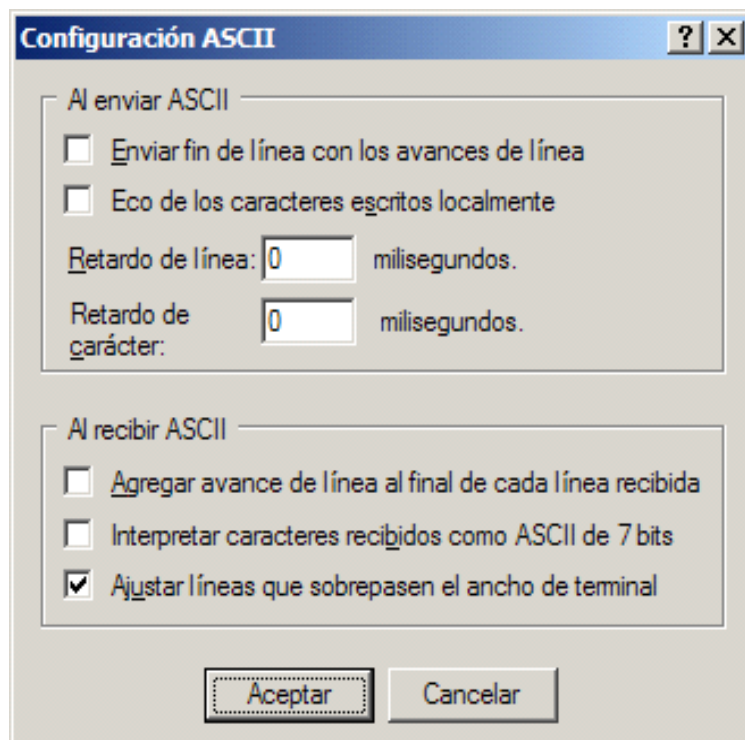 Configuración ASCII
Al enviar ASCII
Enviar fin de línea con los avances de línea
Eco de los caracteres escritos localmente
Retardo de línea: 0 milisegundos.
Retardo de
carácter: 0 milisegundos.
Al recibir ASCII
Agregar avance de línea al final de cada línea recibida
Interpretar caracteres recibidos como ASCII de 7 bits
Ajustar líneas que sobrepasen el ancho de terminal
Aceptar Cancelar